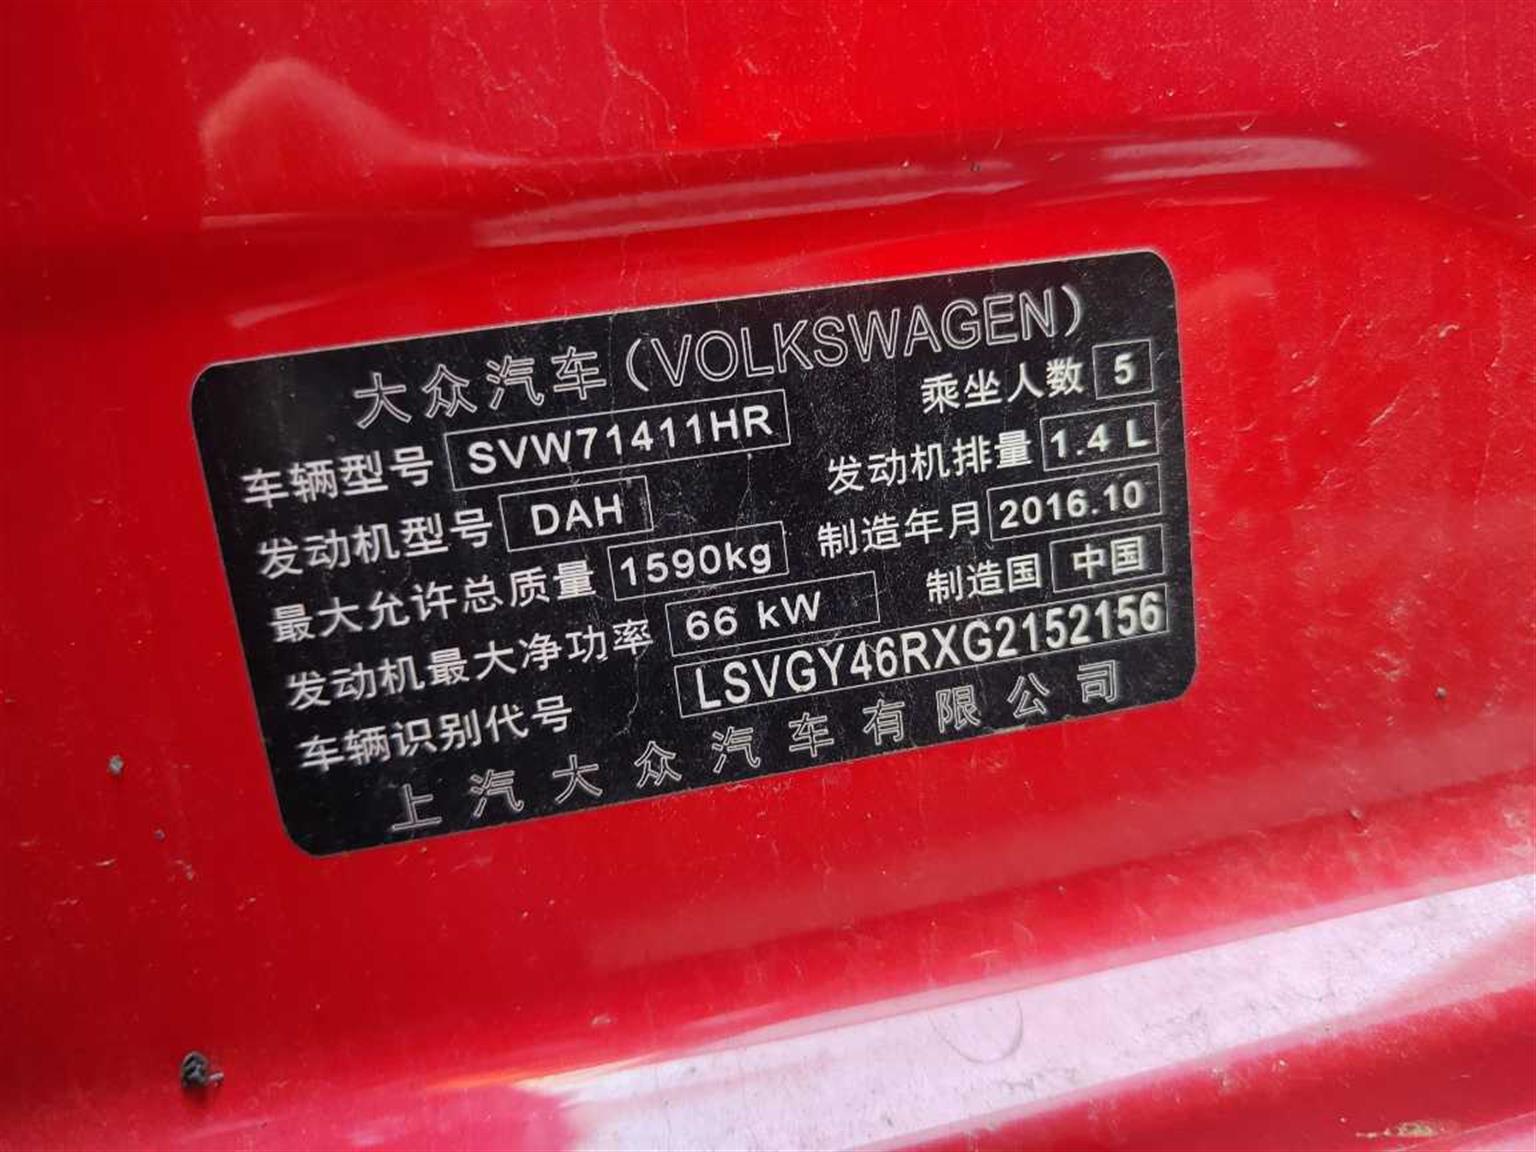 大众汽车(VOLKSWAGEN)
车辆型号 SVW71411HR 乘坐人数 5
发动机型号 DAH 发动机排量 1.4 L
最大允许总质量 1590kg 制造年月 2016.10
发动机最大净功率 66 kW 制造国 中国
车辆识别代号 LSVGY46RXG2152156
上汽大众汽车有限公司